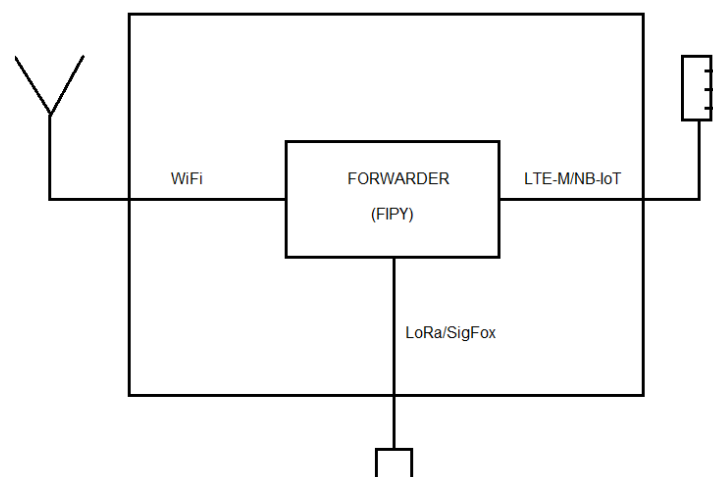 WiFi
FORWARDER
(FIPY)
LTE-M/NB-IoT
LoRa/SigFox